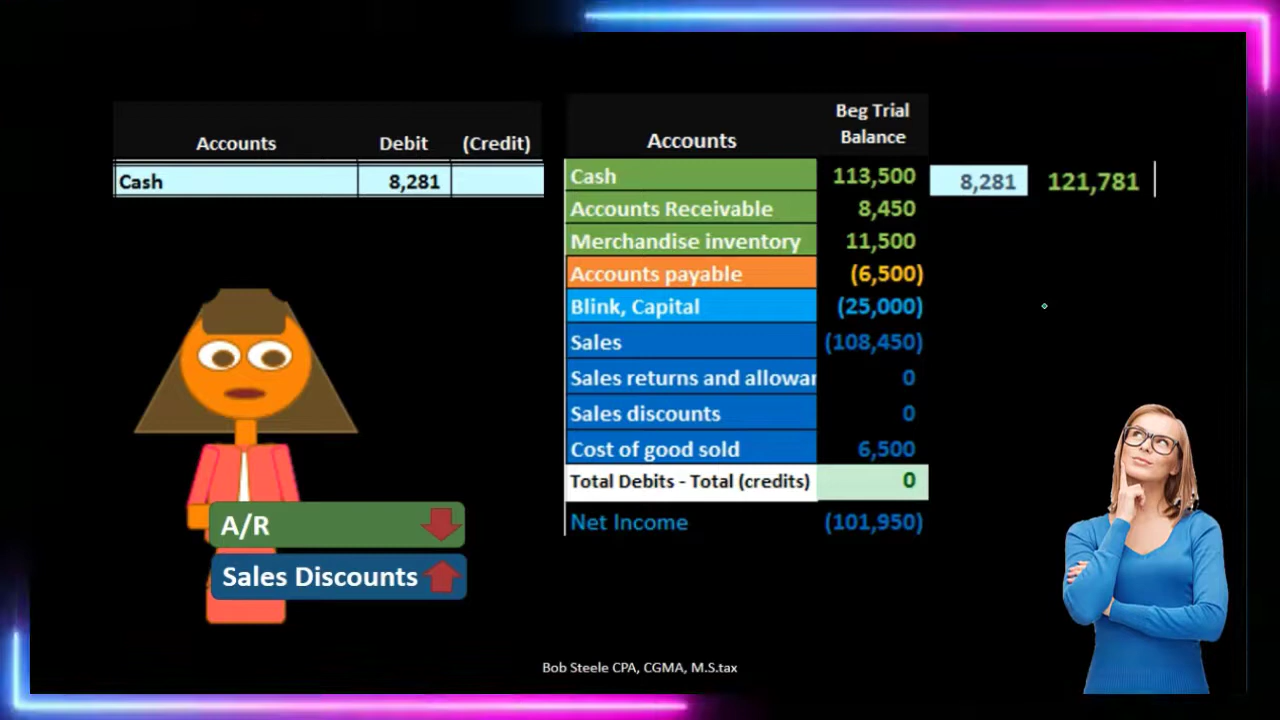 Accounts Debit (Credit)
Cash 8,281
Accounts Beg Trial Balance
Cash 113,500 8,281 121,781
Accounts Receivable 8,450
Merchandise inventory 11,500
Accounts payable (6,500)
Blink, Capital (25,000)
Sales (108,450)
Sales returns and allowar 0
Sales discounts 0
Cost of good sold 6,500
Total Debits - Total (credits) 0
Net Income (101,950)
A/R
Sales Discounts
Bob Steele CPA, CGMA, M.S.tax